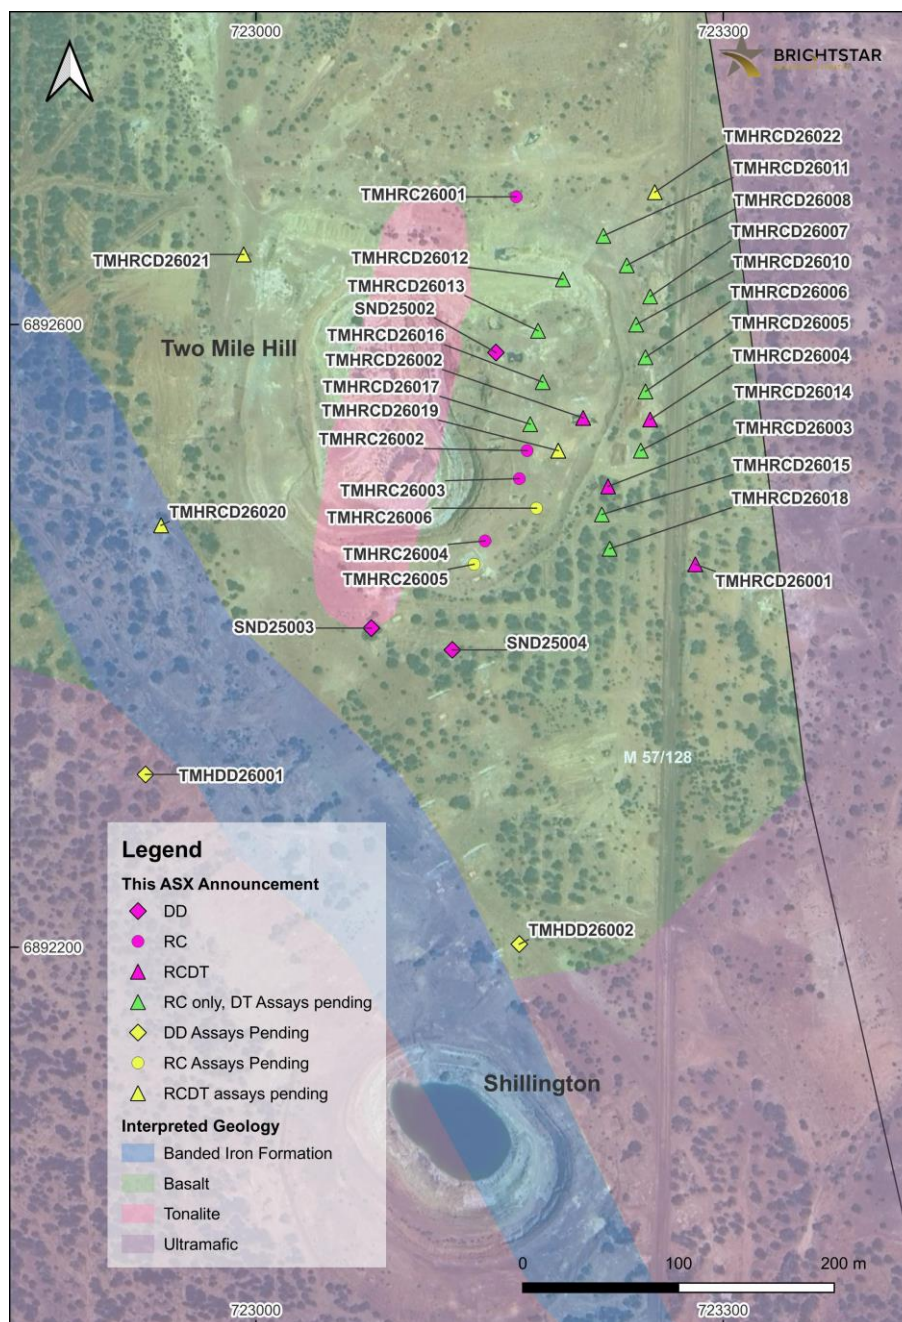 723000
723300
BRIGHTSTAR
TMHRCD26022
TMHRCD26011
TMHRC26001
TMHRCD26008
TMHRCD26007
TMHRCD26021
TMHRCD26012
TMHRCD26010
TMHRCD26013
TMHRCD26006
SND25002
6892600
TMHRCD26005
TMHRCD26016
Two Mile Hill
TMHRCD26002
TMHRCD26004
TMHRCD26017
TMHRCD26014
TMHRCD26019
TMHRCD26003
TMHRC26002
TMHRCD26015
TMHRC26003
TMHRCD26018
TMHRCD26020
TMHRC26006
TMHRC26004
TMHRC26005
TMHRCD26001
SND25003
SND25004
M 57/128
TMHDD26001
Legend
This ASX Announcement
DD
RC
RCDT
RC only, DT Assays pending
DD Assays Pending
RC Assays Pending
RCDT assays pending
Interpreted Geology
Banded Iron Formation
Basalt
Tonalite
Ultramafic
TMHDD26002
6892200
Shillington
0
100
200 m
723000
723300